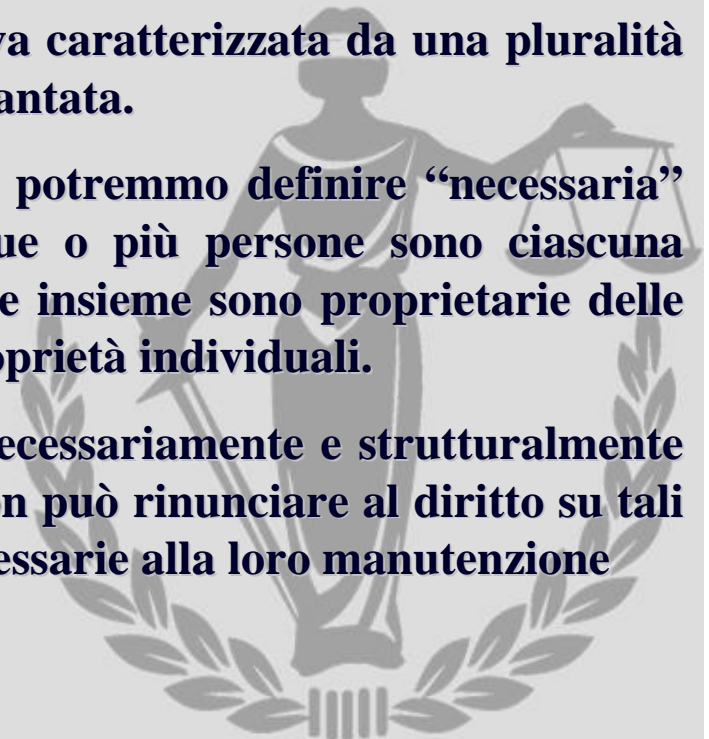 va caratterizzata da una pluralità
antata.
potremmo definire “necessaria”
ue o più persone sono ciascuna
e insieme sono proprietarie delle
oprietà individuali.
ecessariamente e strutturalmente
n può rinunciare al diritto su tali
essarie alla loro manutenzione